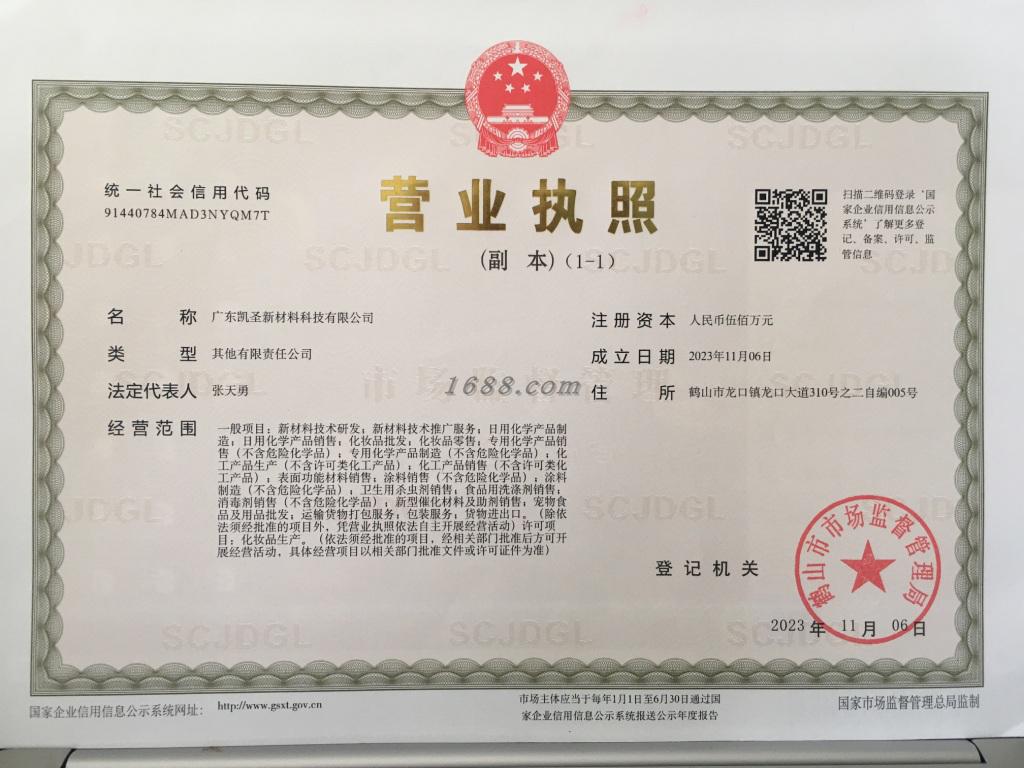 统一社会信用代码
91440784MAD3NYQM7T
营业执照
(副 本)(1-1)
扫描二维码登录‘国
家企业信用信息公示
系统’了解更多登
记、备案、许可、监
管信息
名 称 广东凯圣新材料科技有限公司
类 型 其他有限责任公司
法定代表人 张天勇
经营范围 一般项目：新材料技术研发；新材料技术推广服务；日用化学产品制
造；日用化学产品销售；化妆品批发；化妆品零售；专用化学产品销
售（不含危险化学品）；专用化学产品制造（不含危险化学品）；化
工产品生产（不含许可类化工产品）；化工产品销售（不含许可类化
工产品）；表面功能材料销售；涂料销售（不含危险化学品）；涂料
制造（不含危险化学品）；卫生用杀虫剂销售；食品用洗涤剂销售；
消毒剂销售（不含危险化学品）；新型催化材料及助剂销售；宠物食
品及用品批发；运输货物打包服务；包装服务；货物进出口。（除依
法须经批准的项目外，凭营业执照依法自主开展经营活动）许可项
目：化妆品生产。（依法须经批准的项目，经相关部门批准后方可开
展经营活动，具体经营项目以相关部门批准文件或许可证件为准）
注册资本 人民币伍佰万元
成立日期 2023年11月06日
住 所 鹤山市龙口镇龙口大道310号之二自编005号
1688.com
市场监督管理
SCJDGL SCJDGL SCJDGL
SCJDGL SCJDGL SCJDGL
登记机关
鹤山市市场监督管理局
2023 年 11 月 06 日
国家企业信用信息公示系统网址： http://www.gsxt.gov.cn
市场主体应当于每年1月1日至6月30日通过国
家企业信用信息公示系统报送公示年度报告
国家市场监督管理总局监制